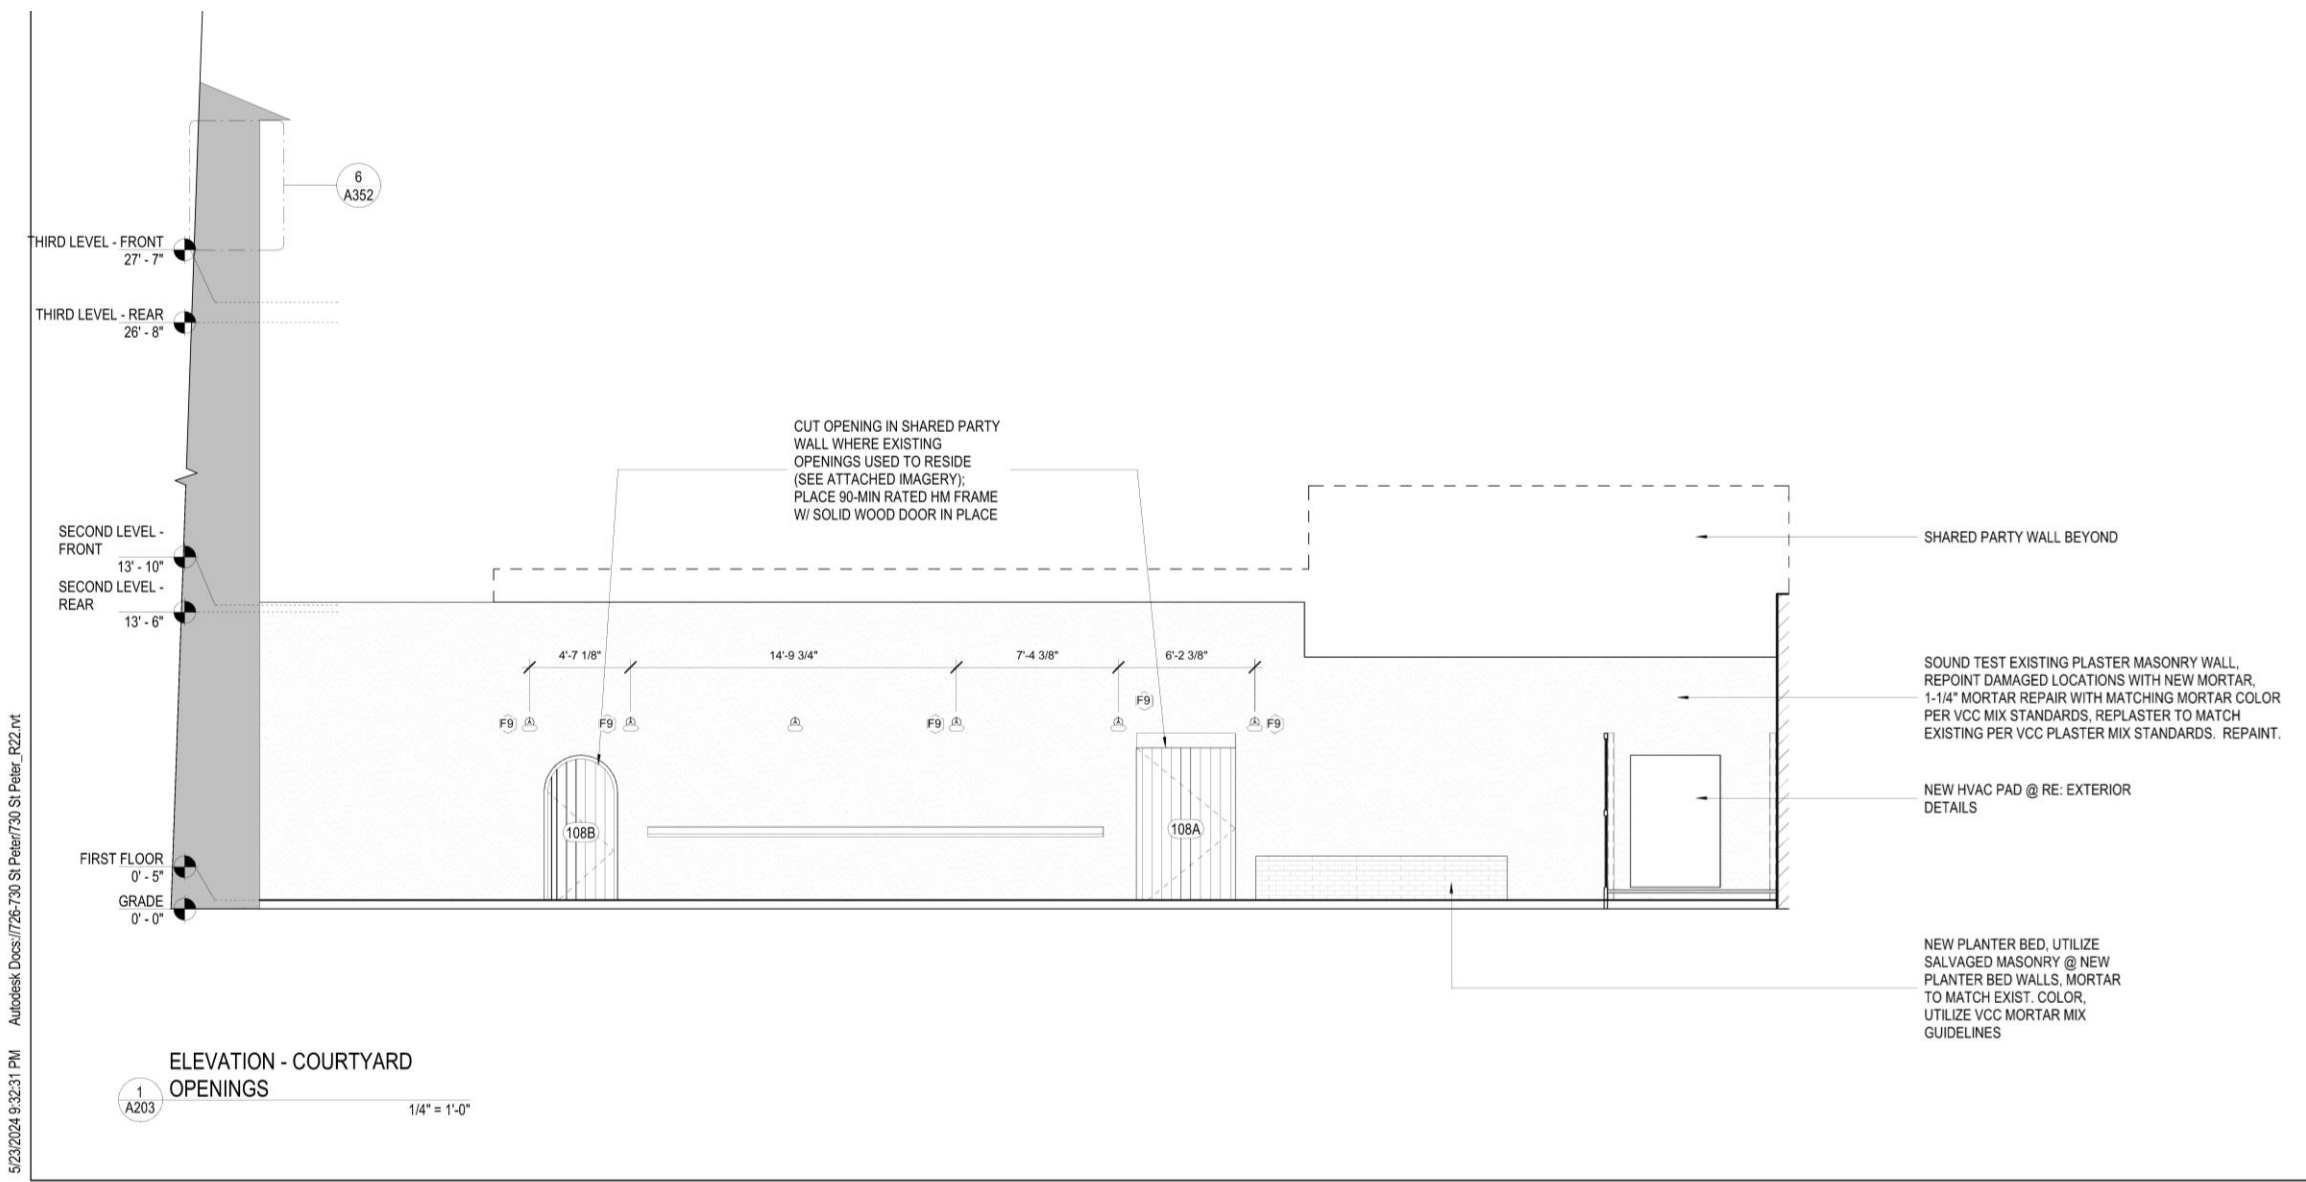 6
A352
THIRD LEVEL - FRONT
27' - 7"
THIRD LEVEL - REAR
26' - 8"
CUT OPENING IN SHARED PARTY
WALL WHERE EXISTING
OPENINGS USED TO RESIDE
(SEE ATTACHED IMAGERY);
PLACE 90-MIN RATED HM FRAME
W/ SOLID WOOD DOOR IN PLACE
SECOND LEVEL -
FRONT
13' - 10"
SECOND LEVEL -
REAR
13' - 6"
SHARED PARTY WALL BEYOND
4'-7 1/8"
14'-9 3/4"
7'-4 3/8"
6'-2 3/8"
SOUND TEST EXISTING PLASTER MASONRY WALL,
REPOINT DAMAGED LOCATIONS WITH NEW MORTAR,
1-1/4" MORTAR REPAIR WITH MATCHING MORTAR COLOR
PER VCC MIX STANDARDS, REPLASTER TO MATCH
EXISTING PER VCC PLASTER MIX STANDARDS. REPAINT.
F9
F9
F9
F9
F9
NEW HVAC PAD @ RE: EXTERIOR
DETAILS
108B
108A
FIRST FLOOR
0' - 5"
GRADE
0' - 0"
NEW PLANTER BED, UTILIZE
SALVAGED MASONRY @ NEW
PLANTER BED WALLS, MORTAR
TO MATCH EXIST. COLOR,
UTILIZE VCC MORTAR MIX
GUIDELINES
ELEVATION - COURTYARD
OPENINGS
1
A203
1/4" = 1'-0"
5/23/2024 9:32:31 PM Autodesk Docs://726-730 St Peter/730 St Peter_R22.rvt